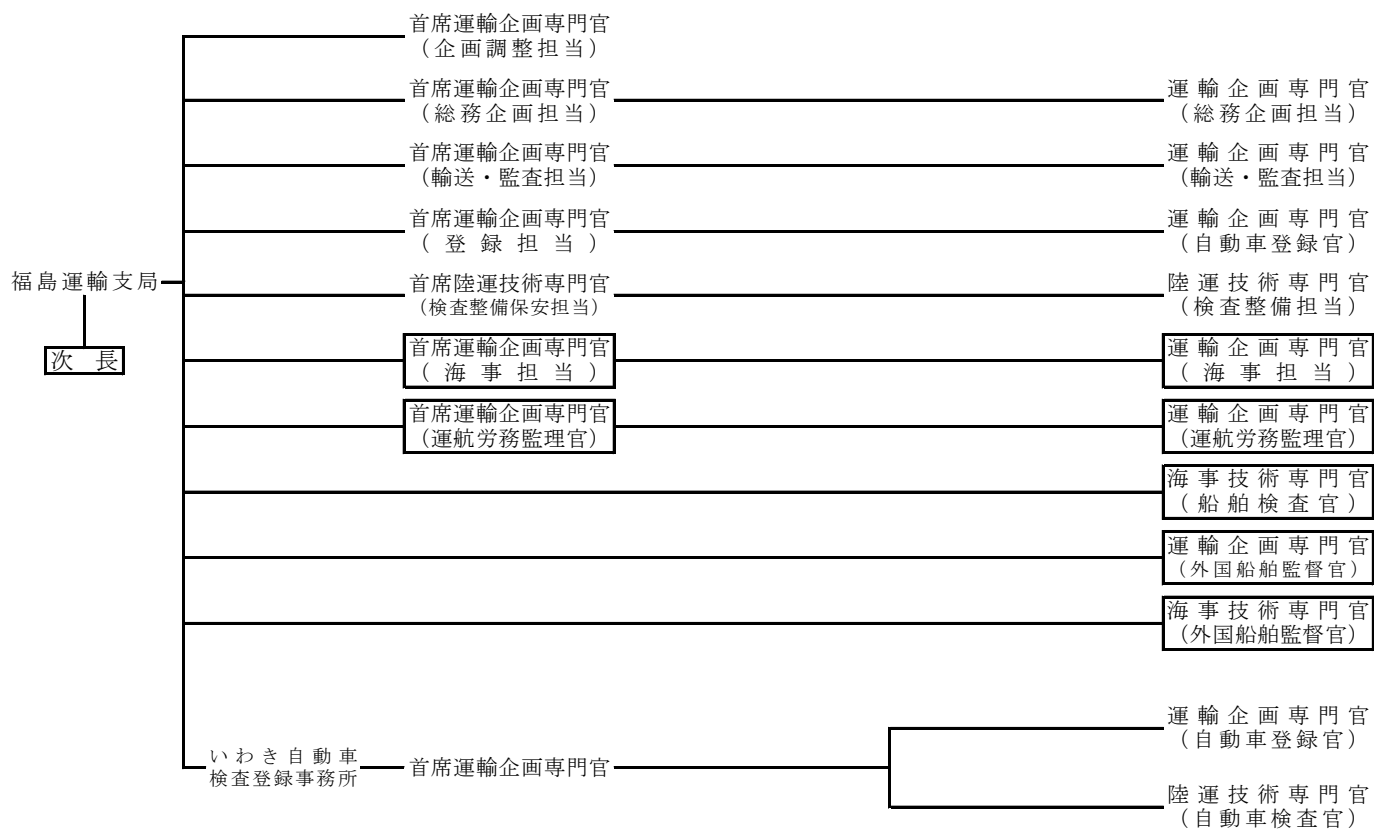 首席運輸企画専門官
（企画調整担当）
首席運輸企画専門官
（総務企画担当）
運輸企画専門官
（総務企画担当）
首席運輸企画専門官
（輸送・監査担当）
運輸企画専門官
（輸送・監査担当）
首席運輸企画専門官
（登録担当）
運輸企画専門官
（自動車登録官）
福島運輸支局
首席陸運技術専門官
（検査整備保安担当）
陸運技術専門官
（検査整備担当）
次長
首席運輸企画専門官
（海事担当）
運輸企画専門官
（海事担当）
首席運輸企画専門官
（運航労務監理官）
運輸企画専門官
（運航労務監理官）
海事技術専門官
（船舶検査官）
運輸企画専門官
（外国船舶監督官）
海事技術専門官
（外国船舶監督官）
いわき自動車
検査登録事務所
首席運輸企画専門官
運輸企画専門官
（自動車登録官）
陸運技術専門官
（自動車検査官）